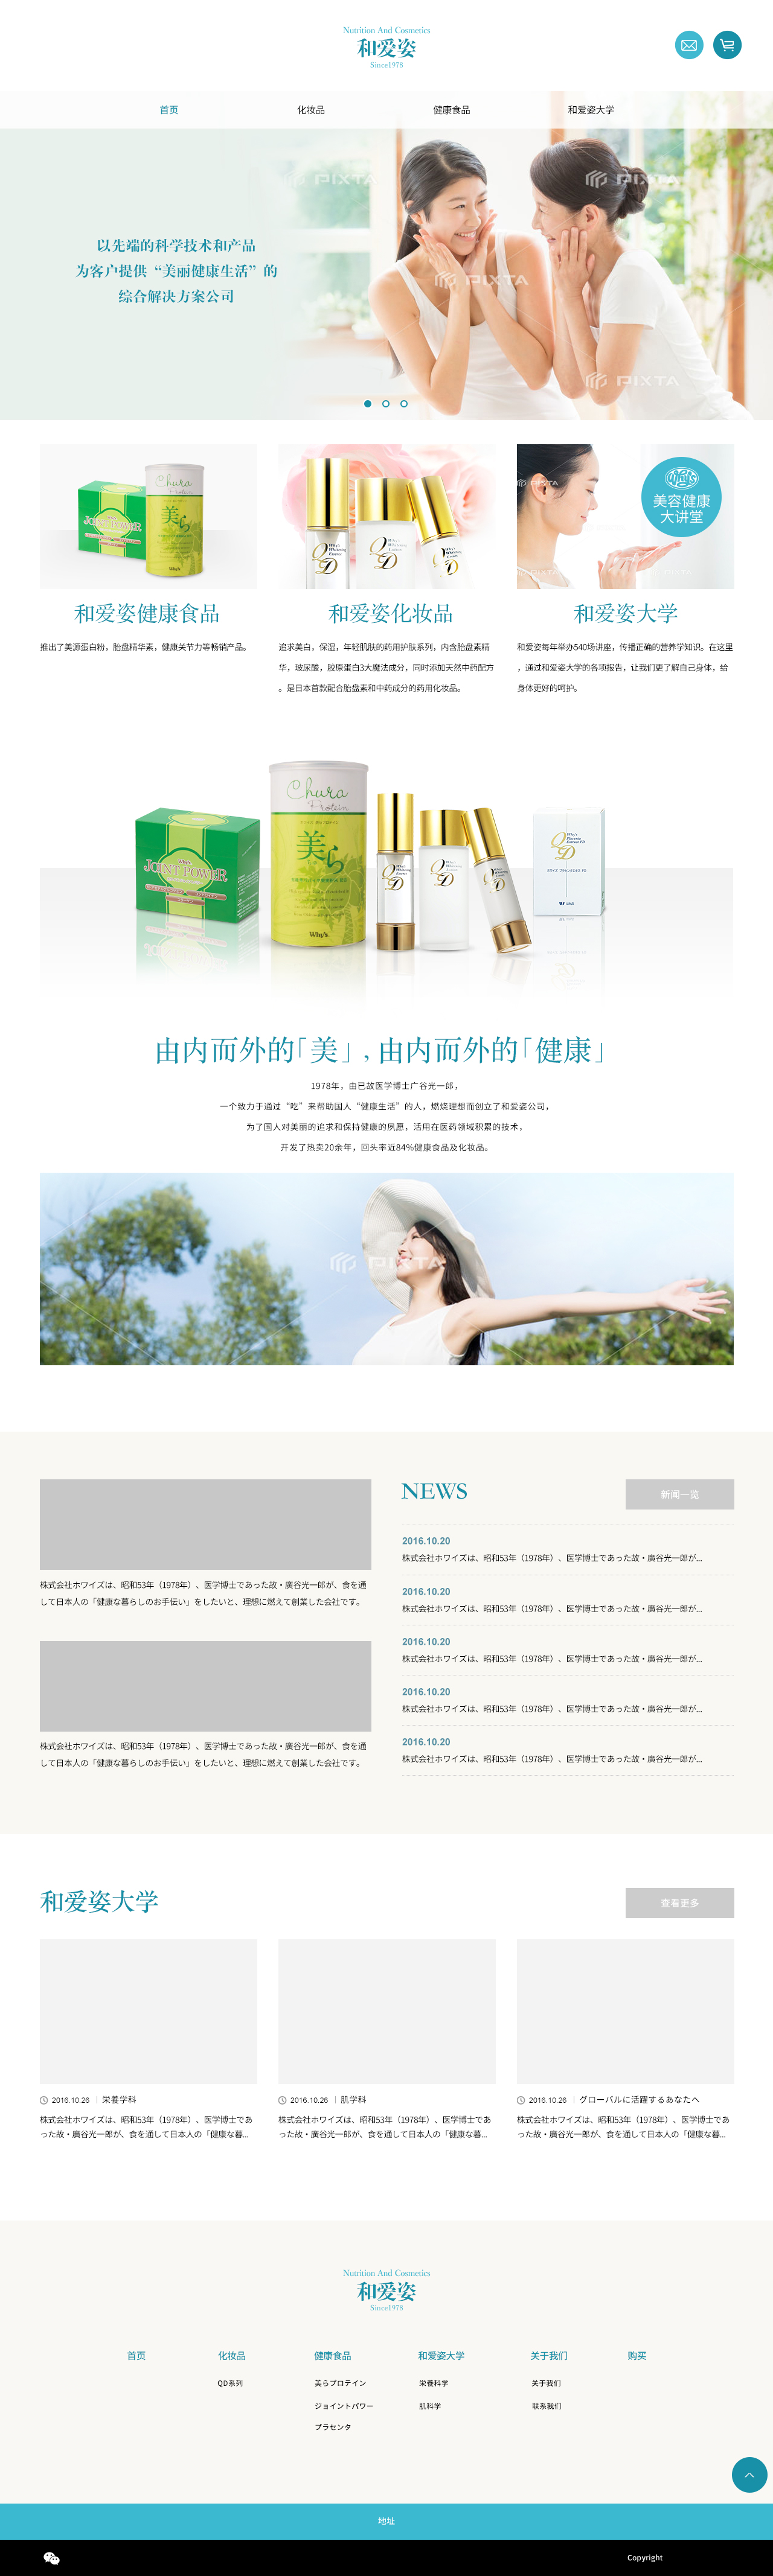 Nutrition And Cosmetics
和爱姿
Since1978
首页
化妆品
健康食品
和爱姿大学
PIXTA
PIXTA
PIXTA
PIXTA
以先端的科学技术和产品
为客户提供“美丽健康生活”的
综合解决方案公司
Chura
Protein
美ら
JOINT POWER
Why's
QD
QD
QD
PIXTA
美容健康
大讲堂
和爱姿健康食品
推出了美源蛋白粉，胎盘精华素，健康关节力等畅销产品。
和爱姿化妆品
追求美白，保湿，年轻肌肤的药用护肤系列，内含胎盘素精
华，玻尿酸，胶原蛋白3大魔法成分，同时添加天然中药配方
。是日本首款配合胎盘素和中药成分的药用化妆品。
和爱姿大学
和爱姿每年举办540场讲座，传播正确的营养学知识。在这里
，通过和爱姿大学的各项报告，让我们更了解自己身体，给
身体更好的呵护。
Why's
JOINT POWER
Chura
Protein
美ら
Why's
QD
QD
QD
QD
由内而外的「美」, 由内而外的「健康」
1978年，由已故医学博士广谷光一郎，
一个致力于通过“吃”来帮助国人“健康生活”的人，燃烧理想而创立了和爱姿公司，
为了国人对美丽的追求和保持健康的夙愿，活用在医药领域积累的技术，
开发了热卖20余年，回头率近84%健康食品及化妆品。
PIXTA
株式会社ホワイズは、昭和53年（1978年）、医学博士であった故・廣谷光一郎が、食を通
して日本人の「健康な暮らしのお手伝い」をしたいと、理想に燃えて創業した会社です。
株式会社ホワイズは、昭和53年（1978年）、医学博士であった故・廣谷光一郎が、食を通
して日本人の「健康な暮らしのお手伝い」をしたいと、理想に燃えて創業した会社です。
NEWS
新闻一览
2016.10.20
株式会社ホワイズは、昭和53年（1978年）、医学博士であった故・廣谷光一郎が...
2016.10.20
株式会社ホワイズは、昭和53年（1978年）、医学博士であった故・廣谷光一郎が...
2016.10.20
株式会社ホワイズは、昭和53年（1978年）、医学博士であった故・廣谷光一郎が...
2016.10.20
株式会社ホワイズは、昭和53年（1978年）、医学博士であった故・廣谷光一郎が...
2016.10.20
株式会社ホワイズは、昭和53年（1978年）、医学博士であった故・廣谷光一郎が...
和爱姿大学
查看更多
2016.10.26 ｜栄養学科
株式会社ホワイズは、昭和53年（1978年）、医学博士であ
った故・廣谷光一郎が、食を通して日本人の「健康な暮...
2016.10.26 ｜肌学科
株式会社ホワイズは、昭和53年（1978年）、医学博士であ
った故・廣谷光一郎が、食を通して日本人の「健康な暮...
2016.10.26 ｜グローバルに活躍するあなたへ
株式会社ホワイズは、昭和53年（1978年）、医学博士であ
った故・廣谷光一郎が、食を通して日本人の「健康な暮...
Nutrition And Cosmetics
和爱姿
Since1978
首页
化妆品
QD系列
健康食品
美らプロテイン
ジョイントパワー
プラセンタ
和爱姿大学
栄養科学
肌科学
关于我们
关于我们
联系我们
购买
地址
Copyright